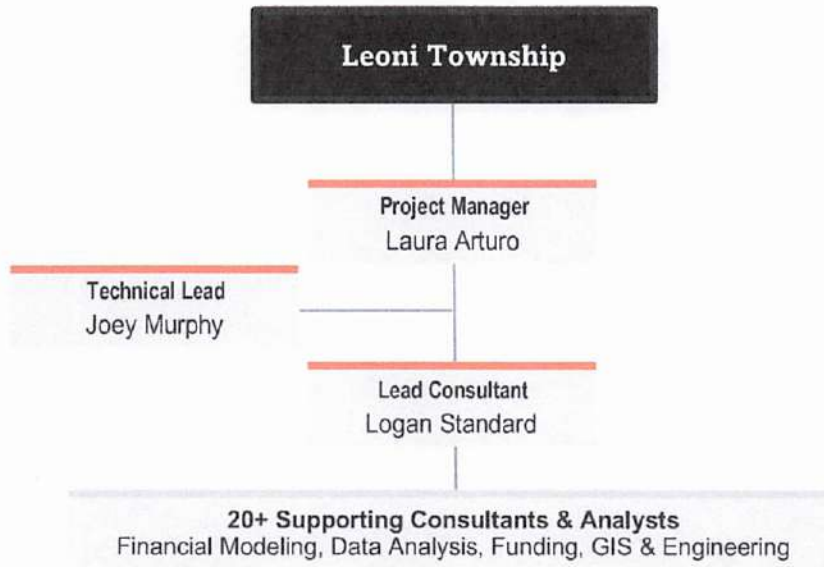 Leoni Township
Project Manager
Laura Arturo
Technical Lead
Joey Murphy
Lead Consultant
Logan Standard
20+ Supporting Consultants & Analysts
Financial Modeling, Data Analysis, Funding, GIS & Engineering